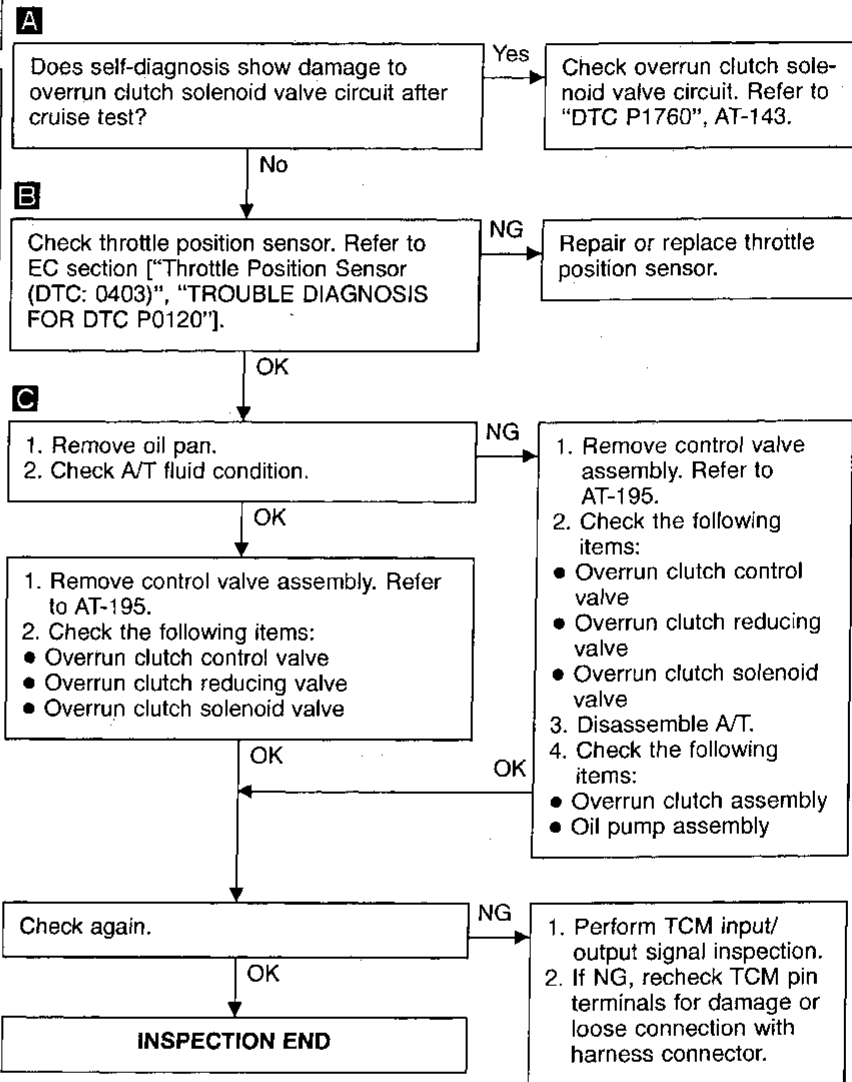 A
Does self-diagnosis show damage to
overrun clutch solenoid valve circuit after
cruise test?
Yes
Check overrun clutch sole-
noid valve circuit. Refer to
“DTC P1760”, AT-143.
No
B
Check throttle position sensor. Refer to
EC section [“Throttle Position Sensor
(DTC: 0403)”, “TROUBLE DIAGNOSIS
FOR DTC P0120”].
NG
Repair or replace throttle
position sensor.
OK
C
1. Remove oil pan.
2. Check A/T fluid condition.
NG
1. Remove control valve
assembly. Refer to
AT-195.
2. Check the following
items:
● Overrun clutch control
valve
● Overrun clutch reducing
valve
● Overrun clutch solenoid
valve
3. Disassemble A/T.
4. Check the following
items:
● Overrun clutch assembly
● Oil pump assembly
OK
1. Remove control valve assembly. Refer
to AT-195.
2. Check the following items:
● Overrun clutch control valve
● Overrun clutch reducing valve
● Overrun clutch solenoid valve
OK
OK
Check again.
NG
1. Perform TCM input/
output signal inspection.
2. If NG, recheck TCM pin
terminals for damage or
loose connection with
harness connector.
OK
INSPECTION END